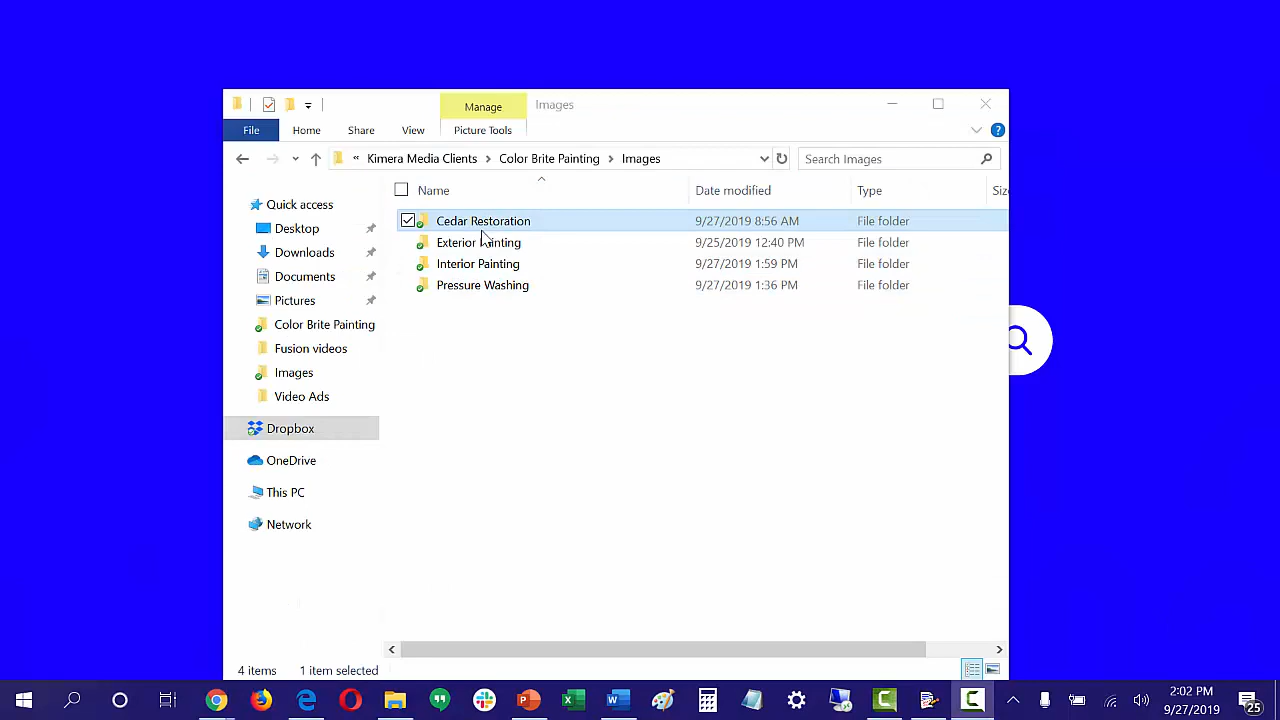 Manage Images
File Home Share View Picture Tools
« Kimera Media Clients > Color Brite Painting > Images Search Images
Name Date modified Type Siz
Quick access
Desktop
Downloads
Documents
Pictures
Color Brite Painting
Fusion videos
Images
Video Ads
Dropbox
OneDrive
This PC
Network
Cedar Restoration 9/27/2019 8:56 AM File folder
Exterior Painting 9/25/2019 12:40 PM File folder
Interior Painting 9/27/2019 1:59 PM File folder
Pressure Washing 9/27/2019 1:36 PM File folder
4 items 1 item selected
2:02 PM
9/27/2019
25